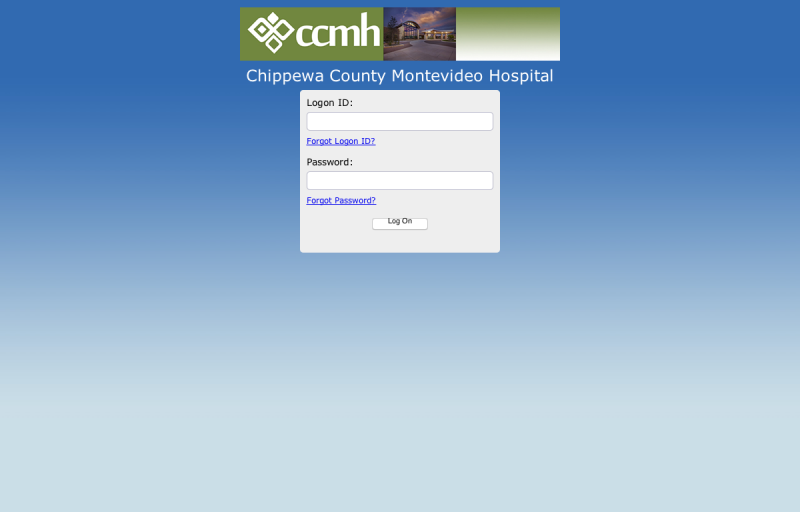 ccmh
Chippewa County Montevideo Hospital
Logon ID:
Forgot Logon ID?
Password:
Forgot Password?
Log On